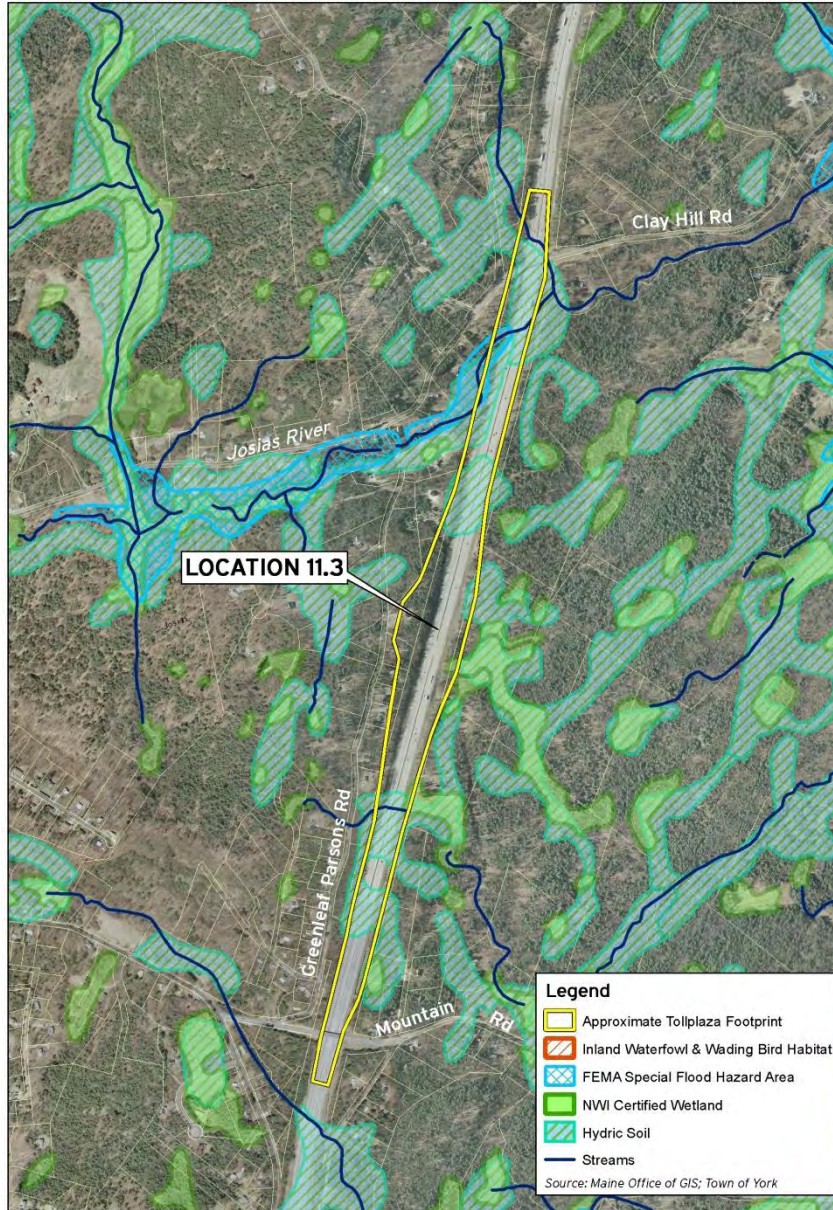 Clay Hill Rd
Josias River
LOCATION 11.3
Greenleaf Parsons Rd
Mountain Rd
Legend
Approximate Tollplaza Footprint
Inland Waterfowl & Wading Bird Habitat
FEMA Special Flood Hazard Area
NWI Certified Wetland
Hydric Soil
Streams
Source: Maine Office of GIS; Town of York